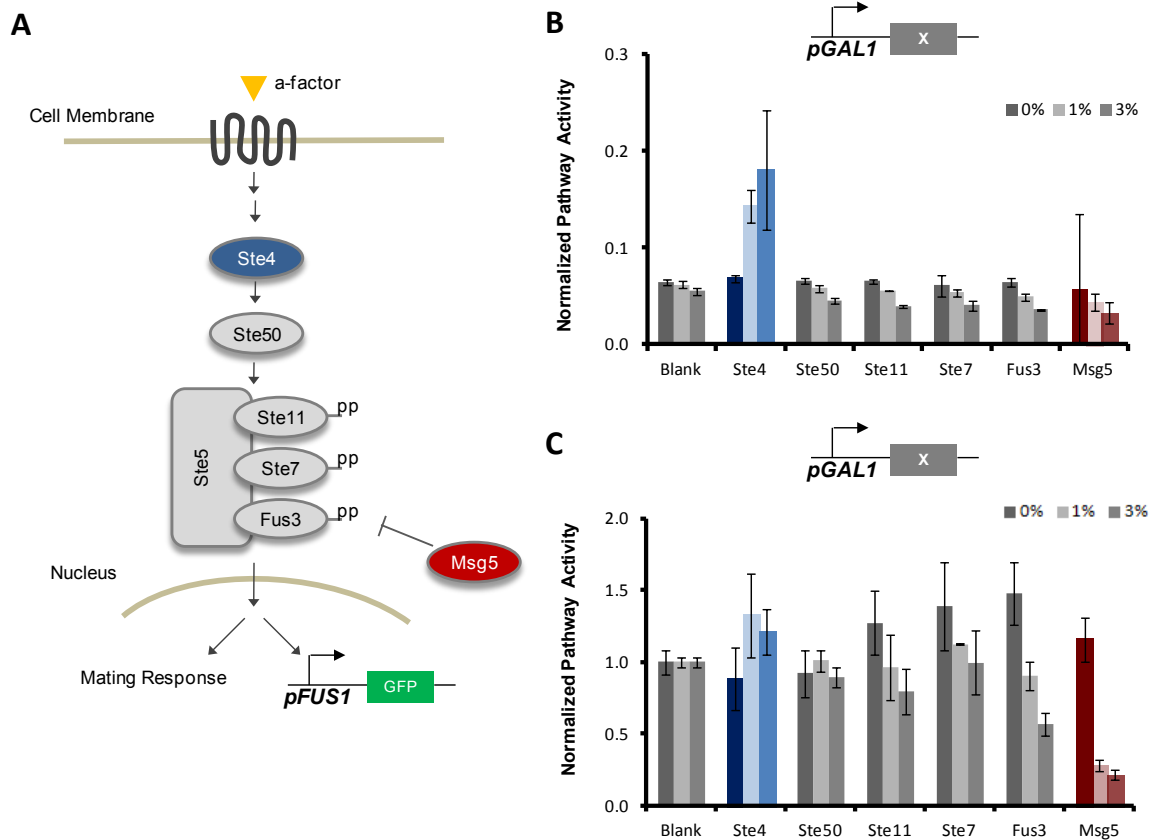 A
a-factor
Cell Membrane
Ste4
Ste50
Ste5
Ste11
pp
Ste7
pp
Fus3
pp
Msg5
Nucleus
Mating Response
pFUS1
GFP
B
pGAL1
X
Normalized Pathway Activity
0.3
0.2
0.1
0.0
0% 1% 3%
Blank Ste4 Ste50 Ste11 Ste7 Fus3 Msg5
C
pGAL1
X
Normalized Pathway Activity
2.0
1.5
1.0
0.5
0.0
0% 1% 3%
Blank Ste4 Ste50 Ste11 Ste7 Fus3 Msg5